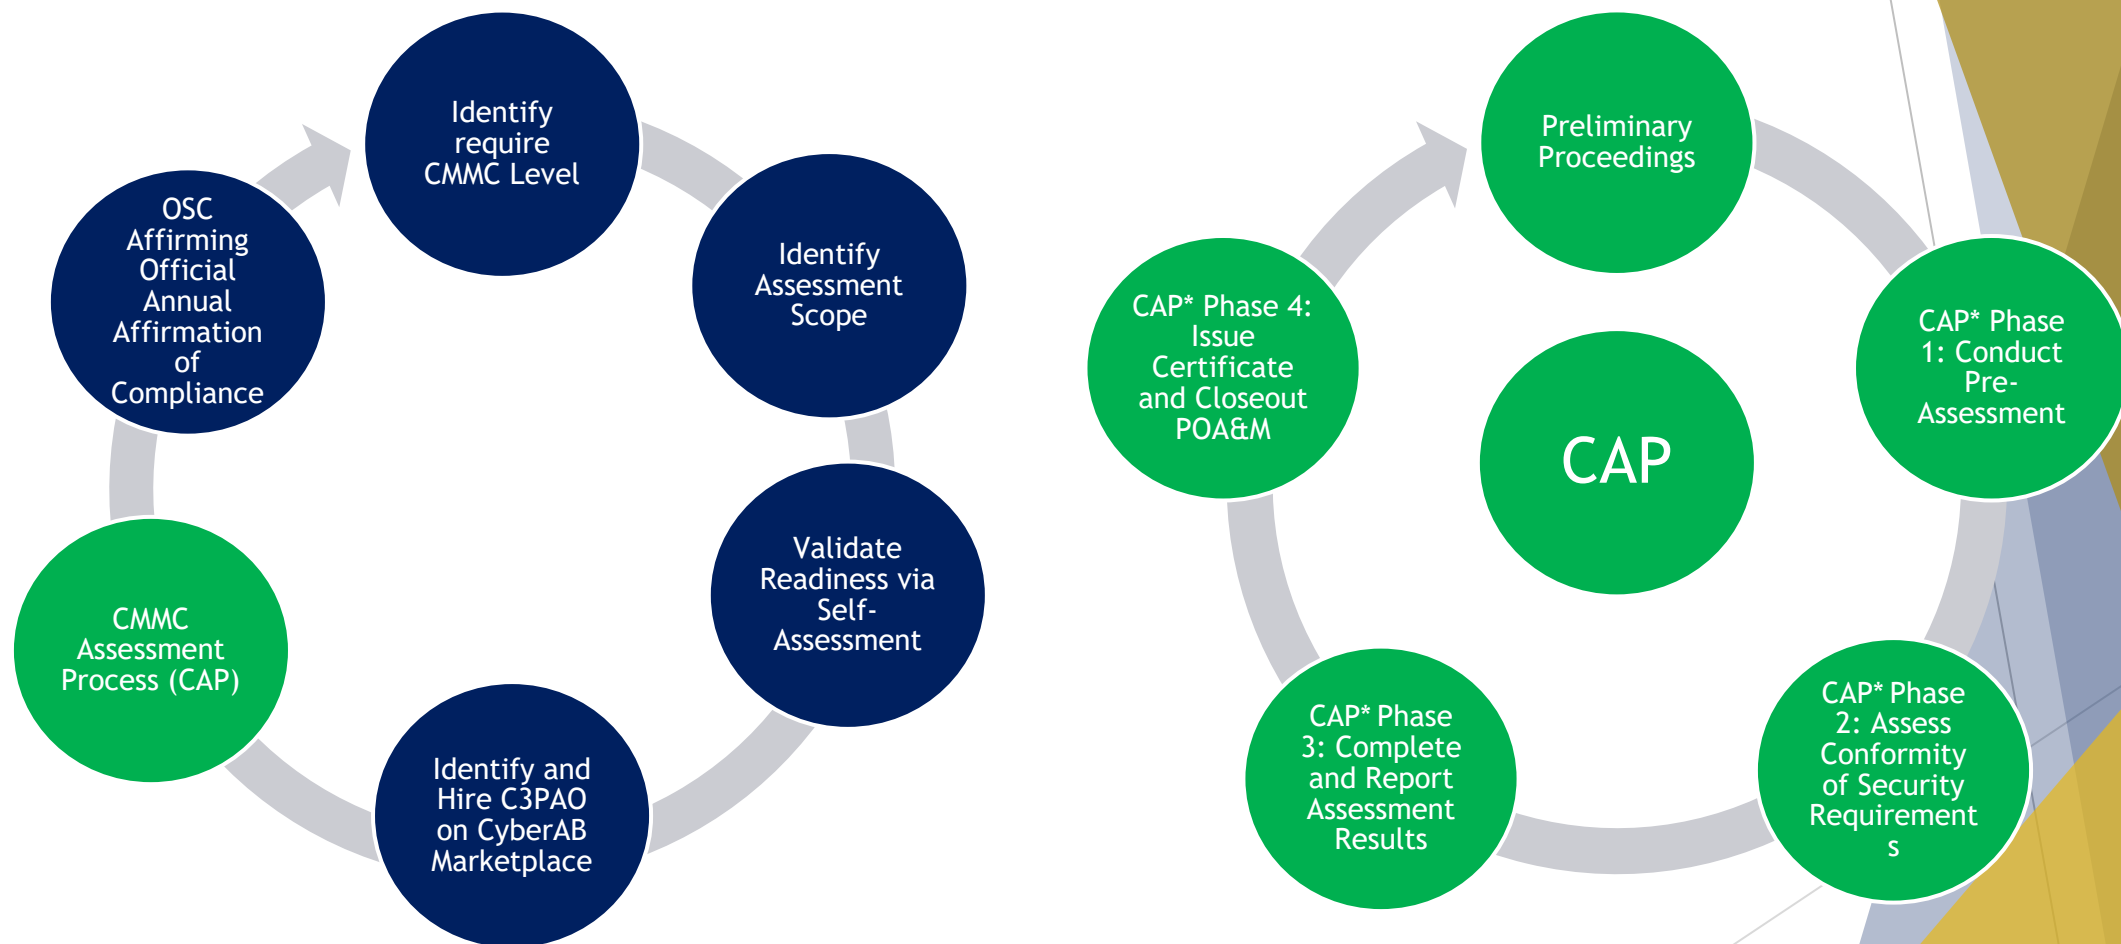 Identify
require
CMMC Level
Identify
Assessment
Scope
Validate
Readiness via
Self-
Assessment
Identify and
Hire C3PAO
on CyberAB
Marketplace
CMMC
Assessment
Process (CAP)
OSC
Affirming
Official
Annual
Affirmation
of
Compliance
Preliminary
Proceedings
CAP* Phase
1: Conduct
Pre-
Assessment
CAP* Phase
2: Assess
Conformity
of Security
Requirement
s
CAP* Phase
3: Complete
and Report
Assessment
Results
CAP* Phase 4:
Issue
Certificate
and Closeout
POA&M
CAP